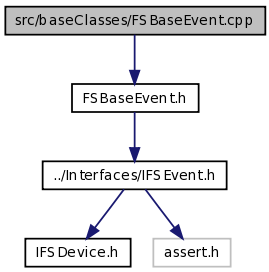 src/baseClasses/FSBaseEvent.cpp
FSBaseEvent.h
../Interfaces/IFSEvent.h
IFSDevice.h
assert.h